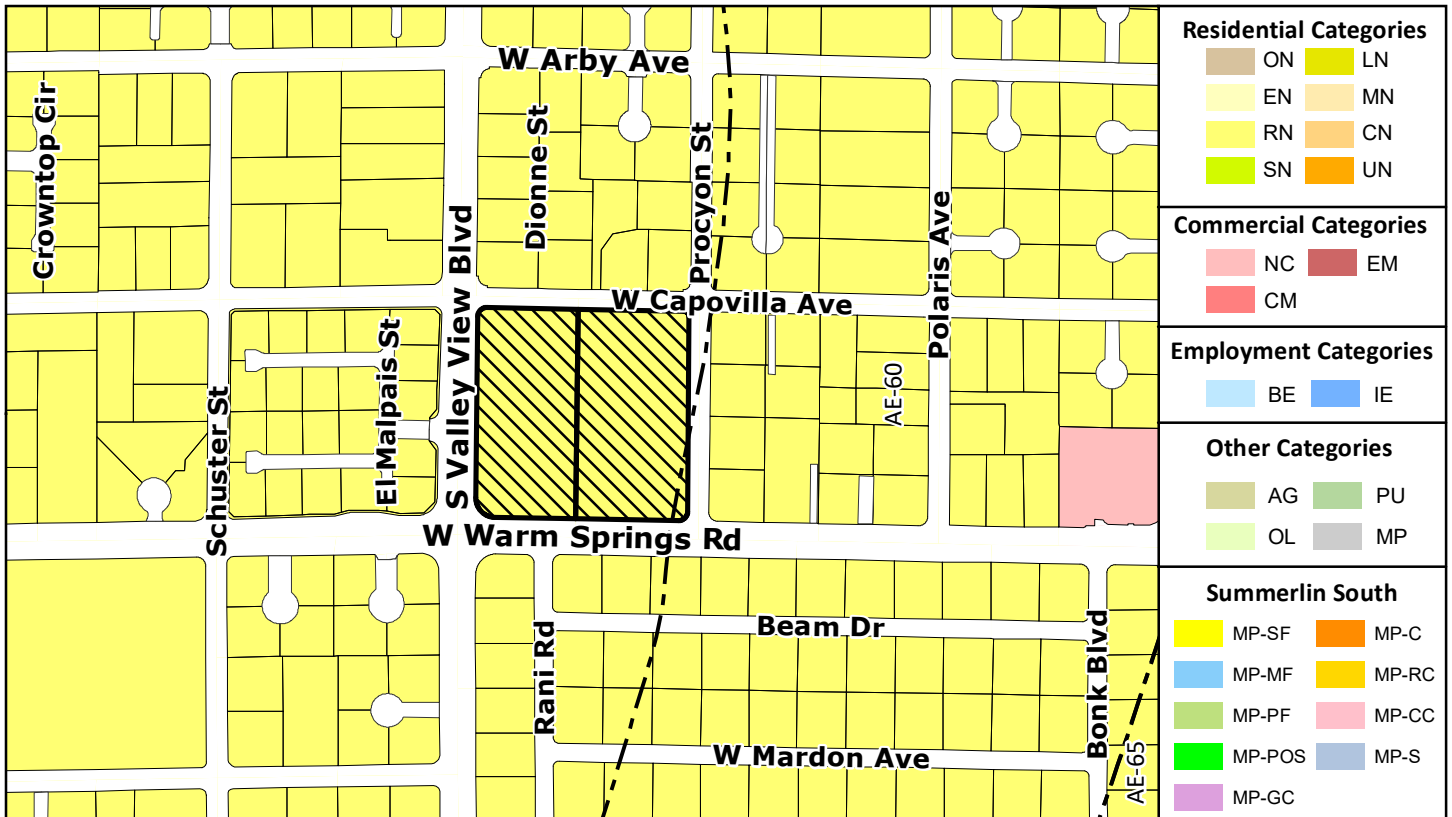 W Arby Ave
Crowntop Cir
Dionne St
Procyon St
Polaris Ave
S Valley View Blvd
W Capovilla Ave
El Malpais St
AE-60
Schuster St
W Warm Springs Rd
Rani Rd
Beam Dr
Bonk Blvd
W Mardon Ave
AE-65
Residential Categories
ON LN
EN MN
RN CN
SN UN
Commercial Categories
NC EM
CM
Employment Categories
BE IE
Other Categories
AG PU
OL MP
Summerlin South
MP-SF MP-C
MP-MF MP-RC
MP-PF MP-CC
MP-POS MP-S
MP-GC